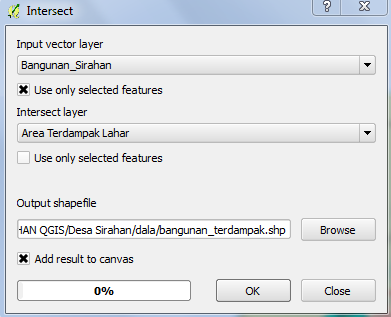 Intersect
Input vector layer
Bangunan_Sirahan
Use only selected features
Intersect layer
Area Terdampak Lahar
Use only selected features
Output shapefile
HAN QGIS/Desa Sirahan/dala/bangunan_terdampak.shp
Browse
Add result to canvas
0%
OK
Close